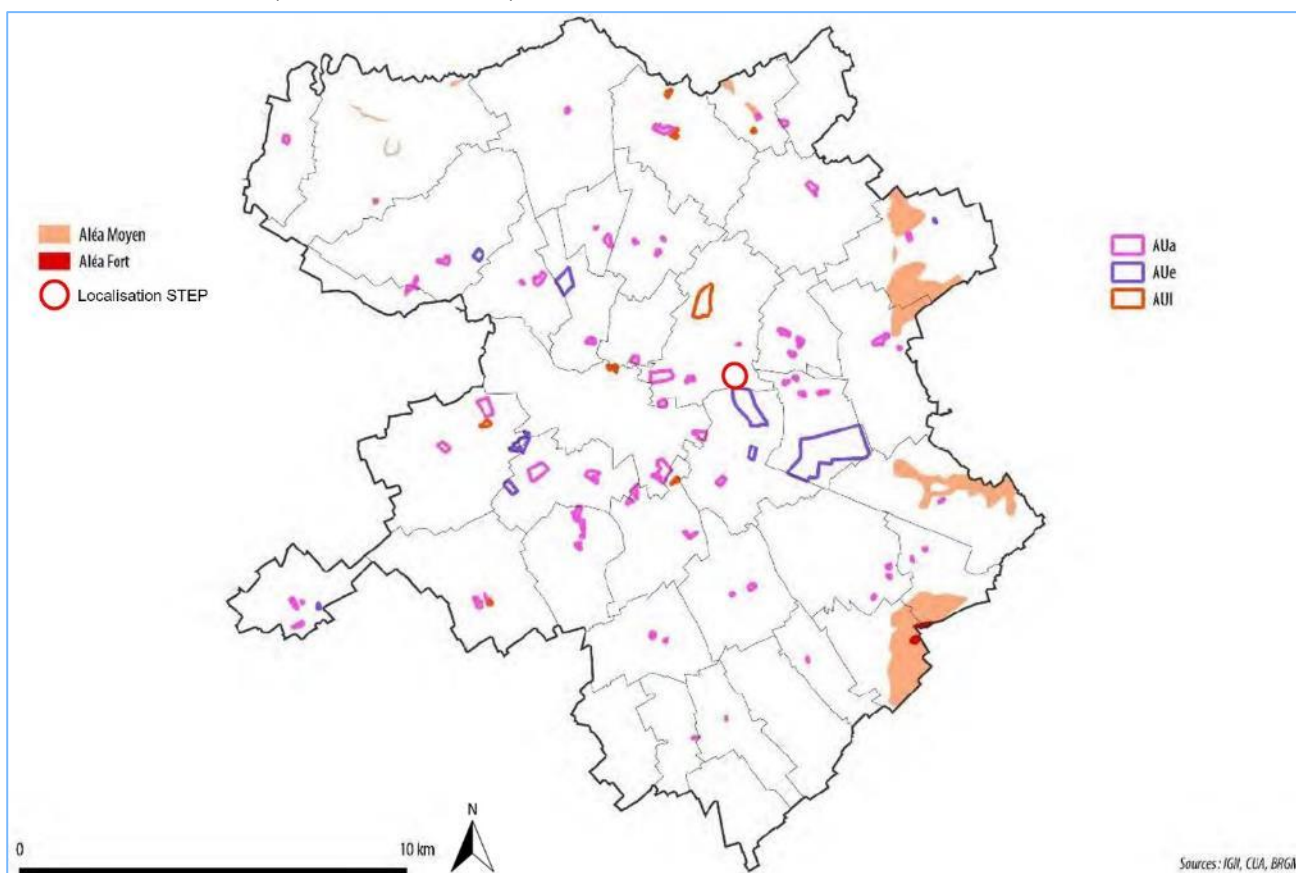 Aléa Moyen
Aléa Fort
Localisation STEP
AUa
AUe
AUl
N
0
10 km
Sources : IGN, CUA, BRGM